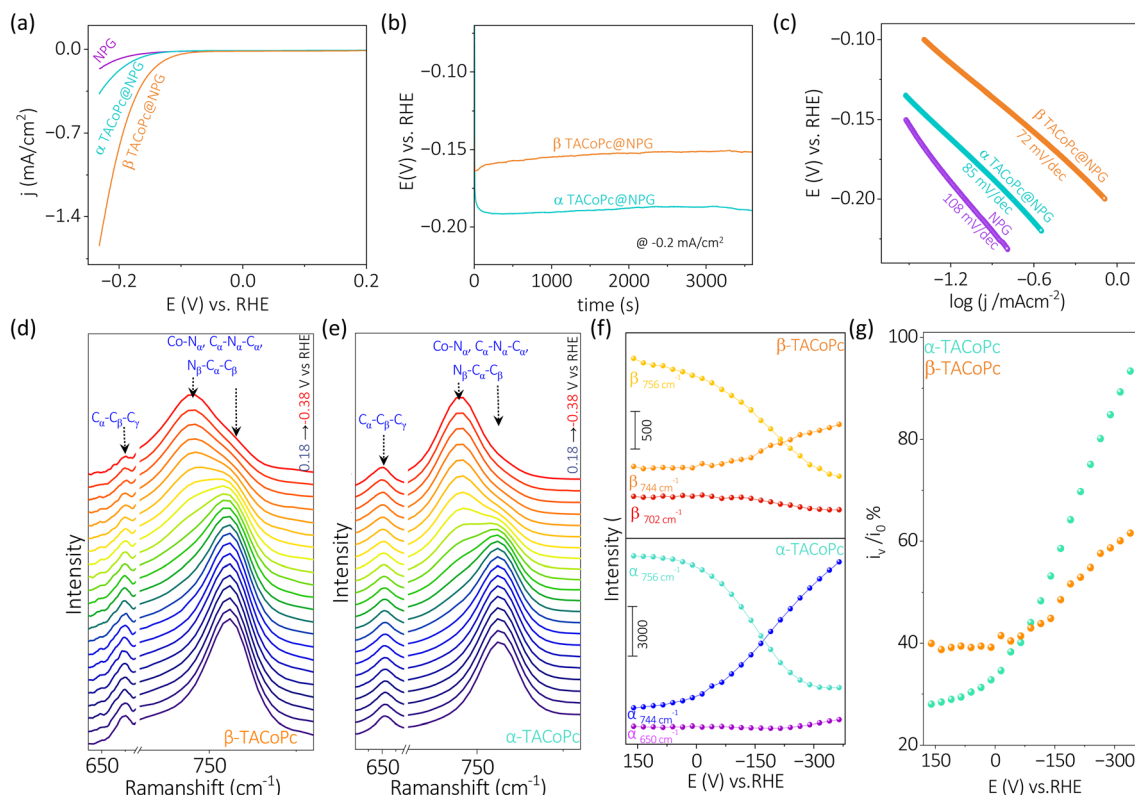 (a)
0.0
−0.7
−1.4
j (mA/cm²)
NPG
α TACoPc@NPG
β TACoPc@NPG
−0.2
0.0
0.2
E (V) vs. RHE
(b)
−0.10
−0.15
−0.20
E(V) vs. RHE
β TACoPc@NPG
α TACoPc@NPG
@ -0.2 mA/cm²
0
1000
2000
3000
time (s)
(c)
−0.10
−0.15
−0.20
E (V) vs. RHE)
β TACoPc@NPG
72 mV/dec
α TACoPc@NPG
85 mV/dec
NPG
108 mV/dec
−1.2
−0.6
0.0
log (j /mAcm⁻²)
(d)
Co-Nα, Cα-Nα-Cα,
Nβ-Cα-Cβ
Cα-Cβ-Cγ
0.18 → -0.38 V vs RHE
Intensity
β-TACoPc
650
750
Ramanshift (cm⁻¹)
(e)
Co-Nα, Cα-Nα-Cα,
Nβ-Cα-Cβ
Cα-Cβ-Cγ
0.18 → -0.38 V vs RHE
Intensity
α-TACoPc
650
750
Ramanshift (cm⁻¹)
(f)
β-TACoPc
β 756 cm⁻¹
500
β 744 cm⁻¹
β 702 cm⁻¹
Intensity (
α-TACoPc
α 756 cm⁻¹
3000
α 744 cm⁻¹
α 650 cm⁻¹
150
0
−150
−300
E (V) vs.RHE
(g)
100
80
60
40
20
iv/i0 %
α-TACoPc
β-TACoPc
150
0
−150
−300
E (V) vs.RHE